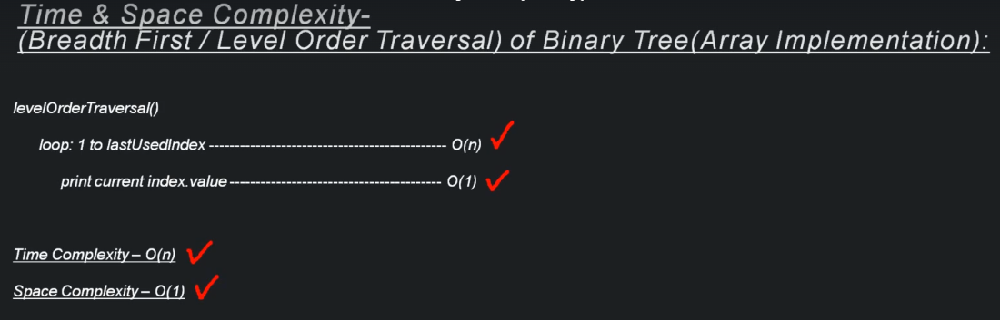 Time & Space Complexity-
(Breadth First / Level Order Traversal) of Binary Tree(Array Implementation):
levelOrderTraversal()
loop: 1 to lastUsedIndex ---------------------------------------------- O(n)
print current index.value ----------------------------------------- O(1)
Time Complexity – O(n)
Space Complexity – O(1)